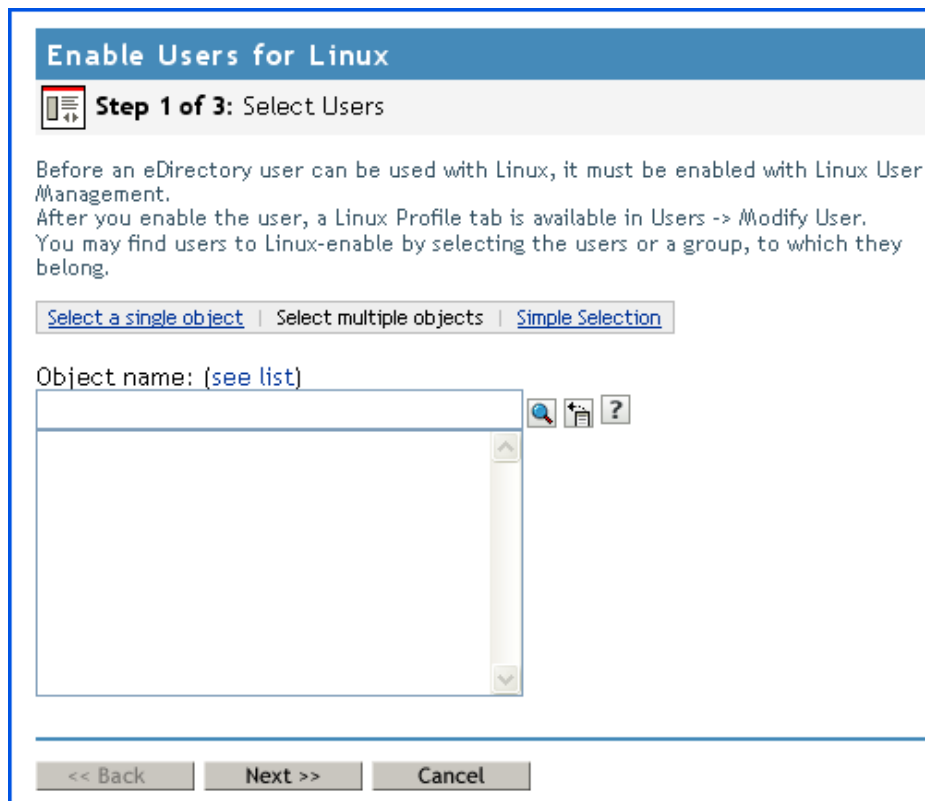 Enable Users for Linux
Step 1 of 3: Select Users
Before an eDirectory user can be used with Linux, it must be enabled with Linux User
Management.
After you enable the user, a Linux Profile tab is available in Users -> Modify User.
You may find users to Linux-enable by selecting the users or a group, to which they
belong.
Select a single object | Select multiple objects | Simple Selection
Object name: (see list)
?
<< Back Next >> Cancel